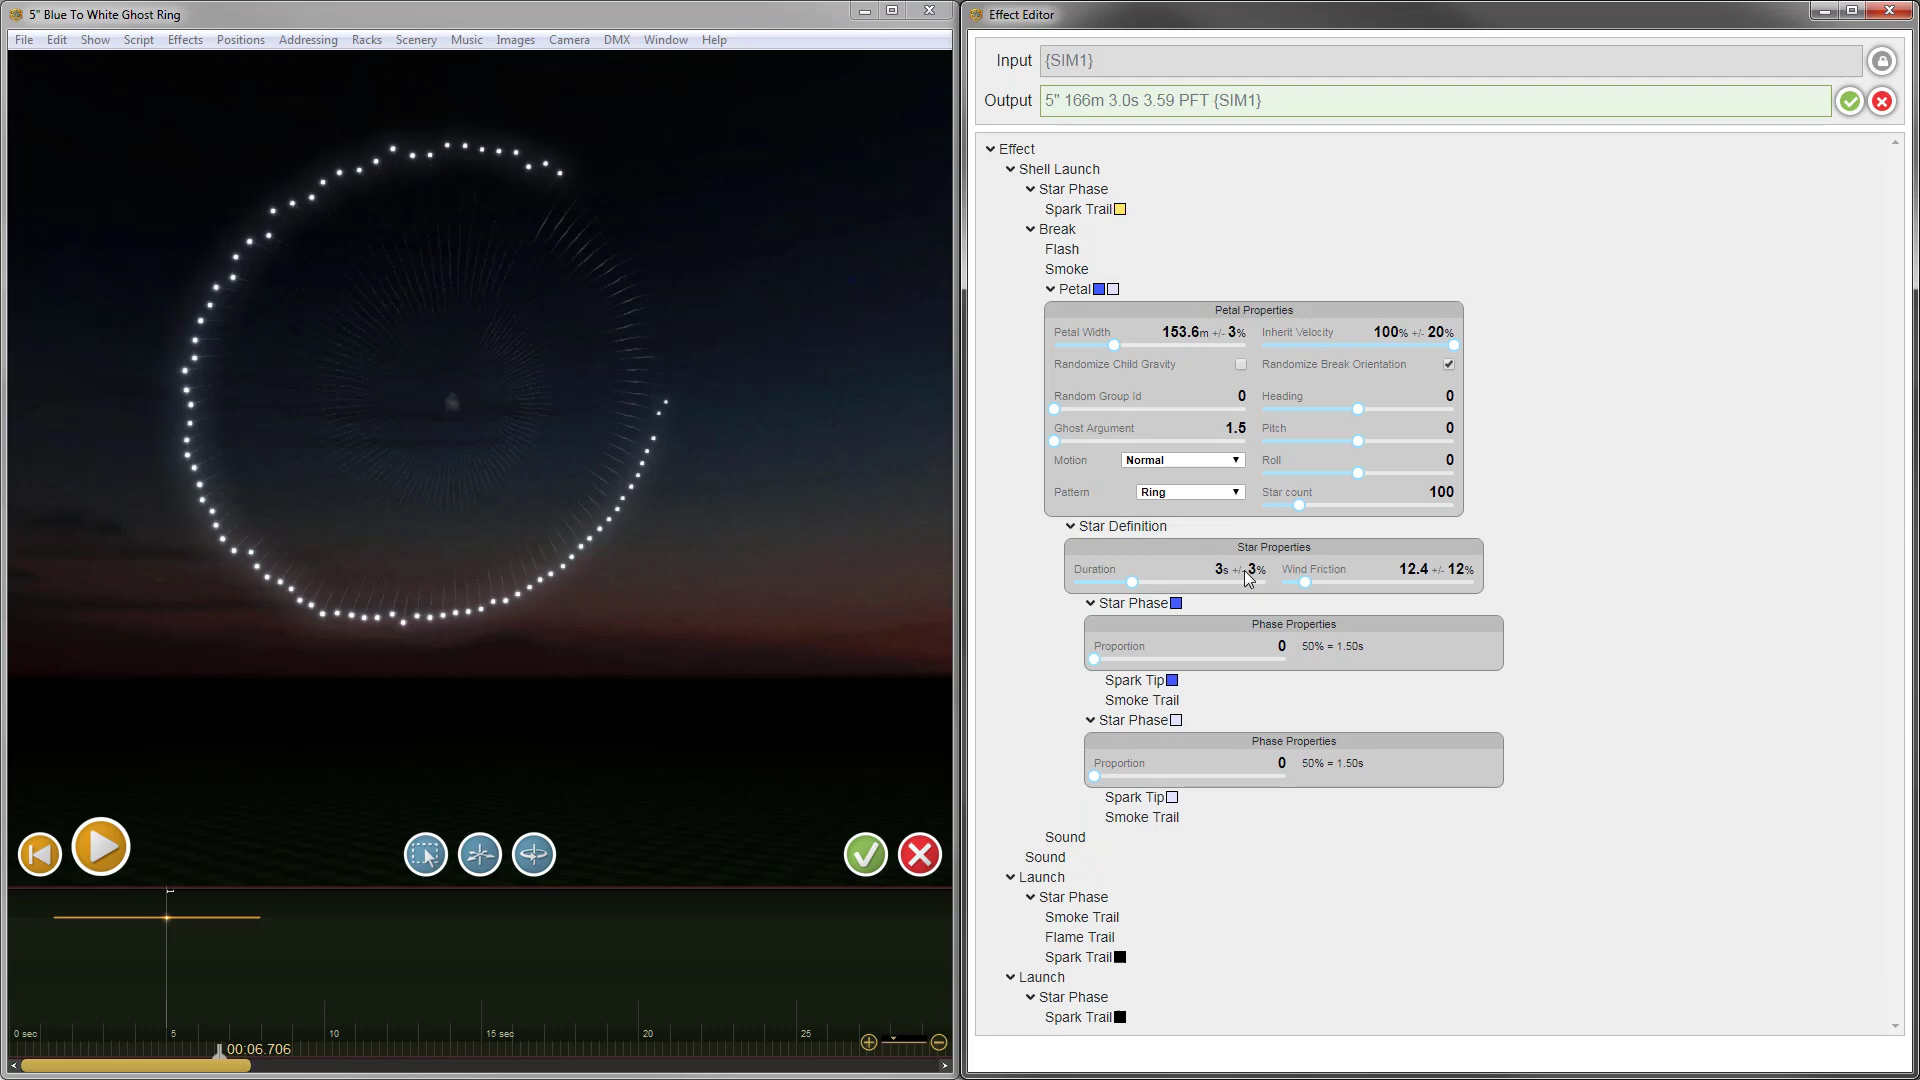 5" Blue To White Ghost Ring
File Edit Show Script Effects Positions Addressing Racks Scenery Music Images Camera DMX Window Help
0 sec 5 10 15 sec 20 25
00:06.706
Effect Editor
Input {SIM1}
Output 5" 166m 3.0s 3.59 PFT {SIM1}
Effect
Shell Launch
Star Phase
Spark Trail
Break
Flash
Smoke
Petal
Petal Properties
Petal Width 153.6m +/- 3% Inherit Velocity 100% +/- 20%
Randomize Child Gravity Randomize Break Orientation
Random Group Id 0 Heading 0
Ghost Argument 1.5 Pitch 0
Motion Normal Roll 0
Pattern Ring Star count 100
Star Definition
Star Properties
Duration 3s +/- 3% Wind Friction 12.4 +/- 12%
Star Phase
Phase Properties
Proportion 0 50% = 1.50s
Spark Tip
Smoke Trail
Star Phase
Phase Properties
Proportion 0 50% = 1.50s
Spark Tip
Smoke Trail
Sound
Sound
Launch
Star Phase
Smoke Trail
Flame Trail
Spark Trail
Launch
Star Phase
Spark Trail